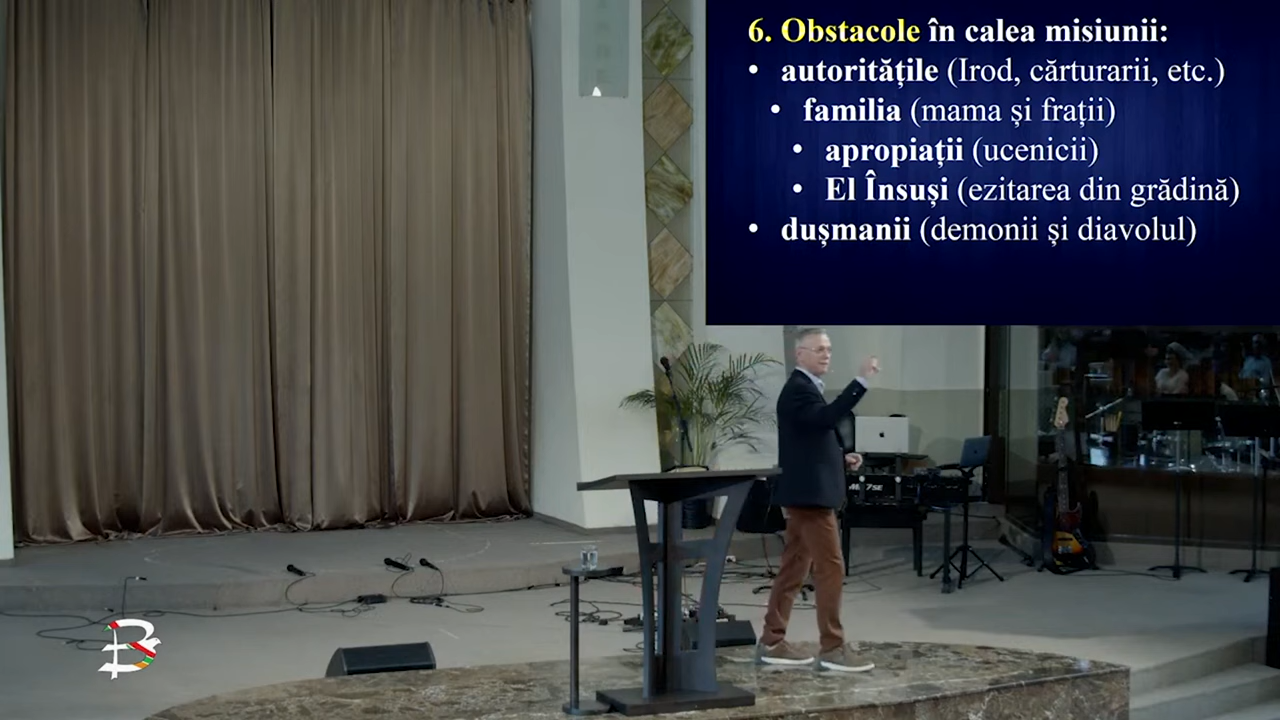 6. Obstacole în calea misiunii:
• autoritățile (Irod, cărturarii, etc.)
• familia (mama și frații)
• apropiații (ucenicii)
• El Însuși (ezitarea din grădină)
• dușmanii (demonii și diavolul)